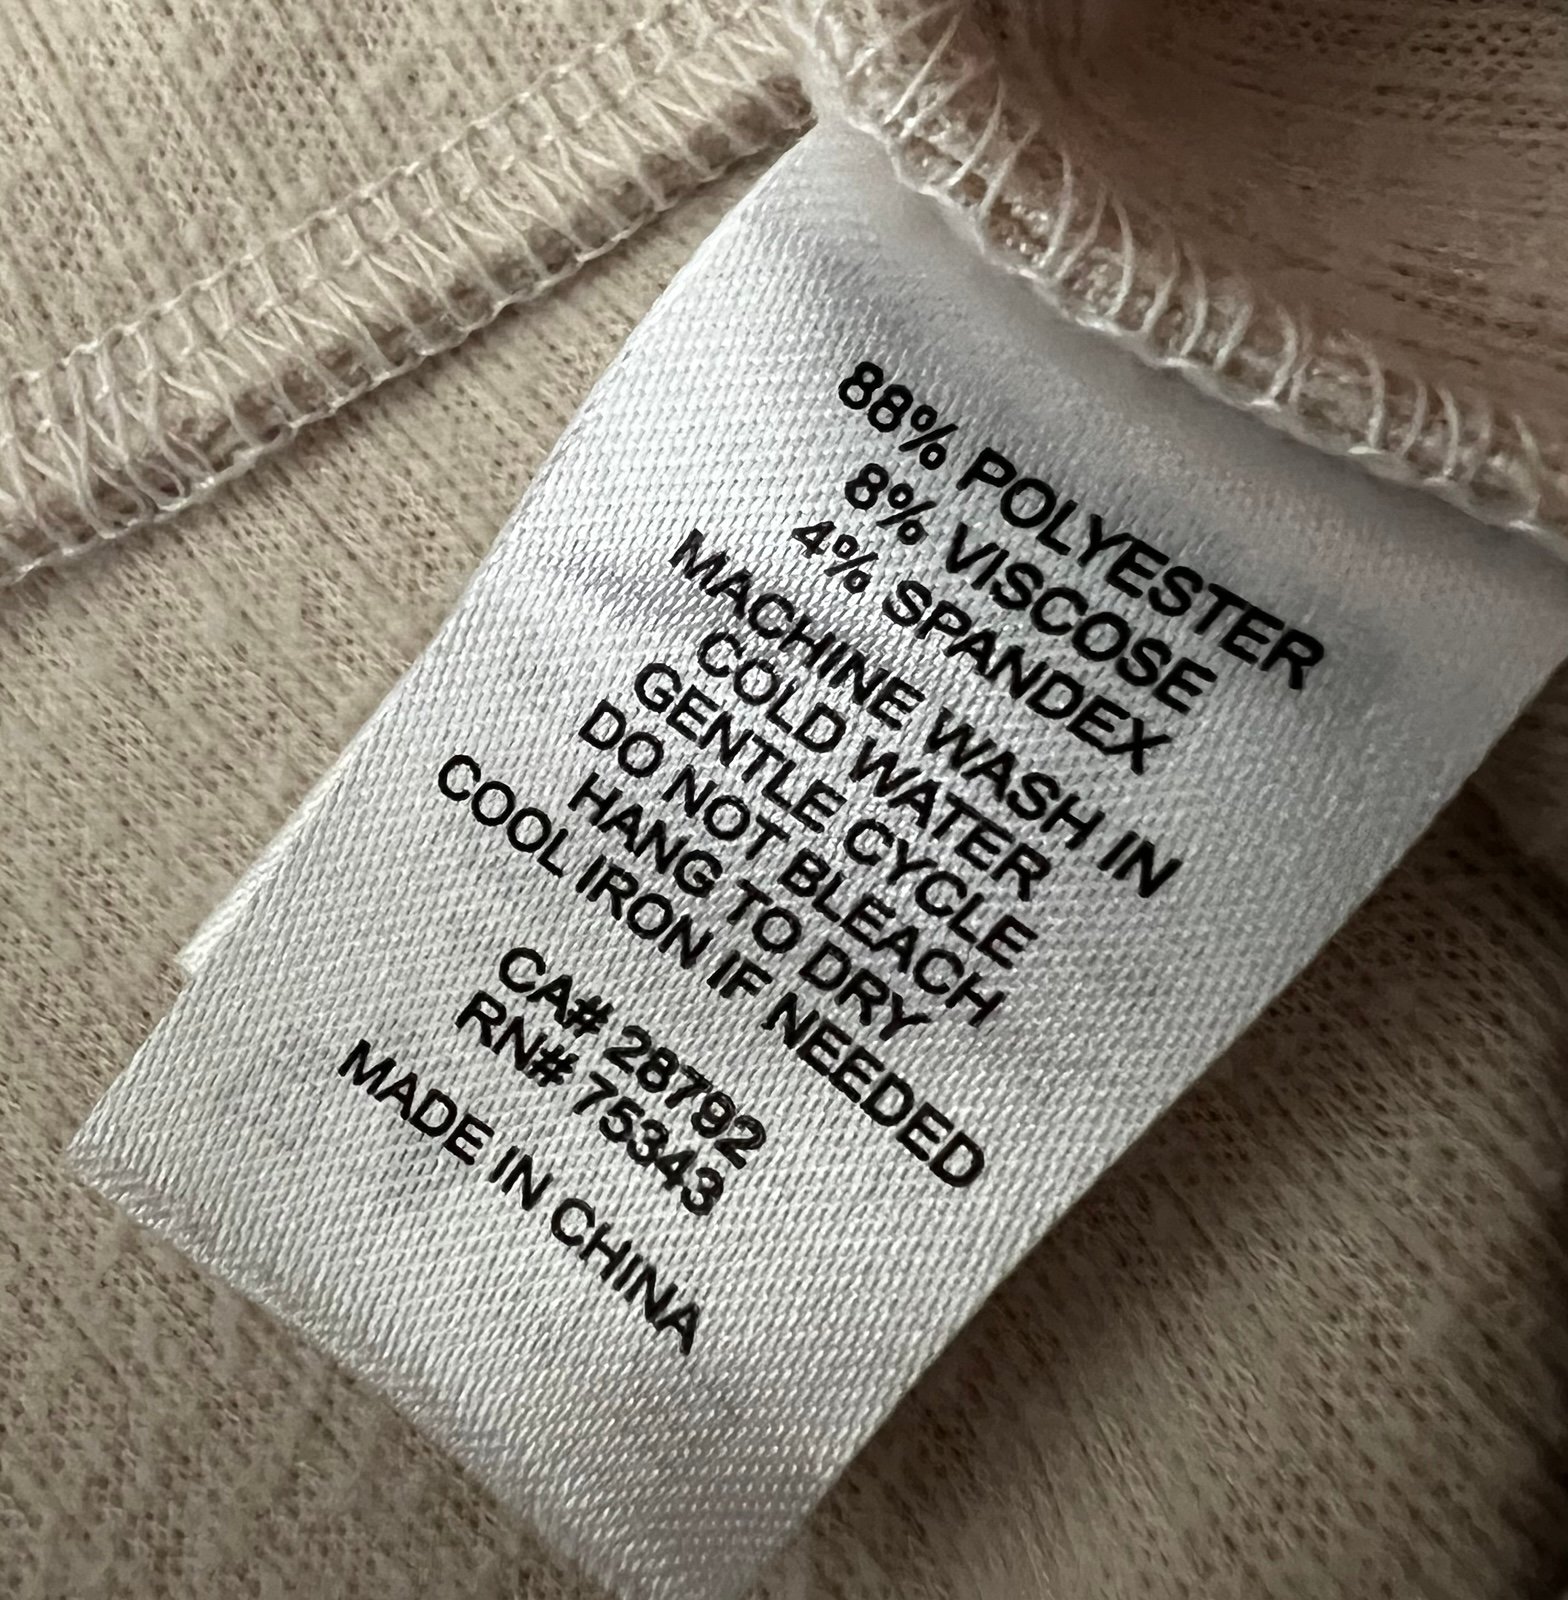 88% POLYESTER
8% VISCOSE
4% SPANDEX
MACHINE WASH IN
COLD WATER
GENTLE CYCLE
DO NOT BLEACH
HANG TO DRY
COOL IRON IF NEEDED
CA# 28792
RN# 75343
MADE IN CHINA